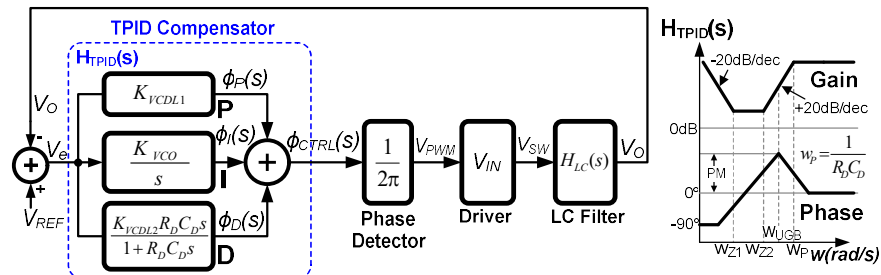 TPID Compensator
H_TPID(s)
K_VCDL1
P
ϕ_P(s)
K_VCO
s
I
ϕ_I(s)
K_VCDL2 R_D C_D s
1+R_D C_D s
D
ϕ_D(s)
V_O
-
V_e
+
+
V_REF
+
ϕ_CTRL(s)
1
2π
Phase
Detector
V_PWM
V_IN
Driver
V_SW
H_LC(s)
LC Filter
V_O
H_TPID(s)
-20dB/dec
Gain
+20dB/dec
0dB
w_P = 1
R_D C_D
PM
0°
Phase
-90°
w_UGB
w_Z1 w_Z2 w_P w(rad/s)